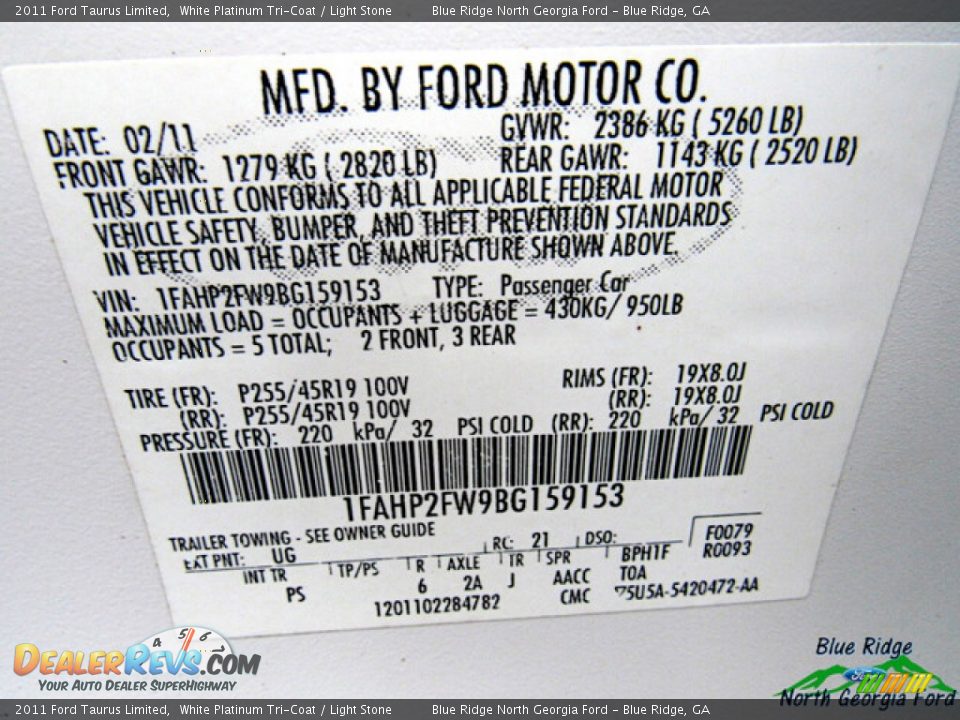 2011 Ford Taurus Limited, White Platinum Tri-Coat / Light Stone Blue Ridge North Georgia Ford - Blue Ridge, GA
MFD. BY FORD MOTOR CO.
DATE: 02/11 GVWR: 2386 KG ( 5260 LB)
FRONT GAWR: 1279 KG ( 2820 LB) REAR GAWR: 1143 KG ( 2520 LB)
THIS VEHICLE CONFORMS TO ALL APPLICABLE FEDERAL MOTOR
VEHICLE SAFETY, BUMPER, AND THEFT PREVENTION STANDARDS
IN EFFECT ON THE DATE OF MANUFACTURE SHOWN ABOVE.
VIN: 1FAHP2FW9BG159153 TYPE: Passenger Car
MAXIMUM LOAD = OCCUPANTS + LUGGAGE = 430KG/ 950LB
OCCUPANTS = 5 TOTAL; 2 FRONT, 3 REAR
TIRE (FR): P255/45R19 100V RIMS (FR): 19X8.0J
(RR): P255/45R19 100V (RR): 19X8.0J
PRESSURE (FR): 220 kPa/ 32 PSI COLD (RR): 220 kPa/ 32 PSI COLD
1FAHP2FW9BG159153
TRAILER TOWING - SEE OWNER GUIDE
EXT PNT: UG RC: 21 DSO: F0079
INT TR TP/PS R AXLE TR SPR BPH1F R0093
PS 6 2A J AACC TOA
1201102284782 CMC 5U5A-5420472-AA
DEALERREVS.COM
YOUR AUTO DEALER SUPERHIGHWAY
4 5 6
Blue Ridge
North Georgia Ford
2011 Ford Taurus Limited, White Platinum Tri-Coat / Light Stone Blue Ridge North Georgia Ford - Blue Ridge, GA